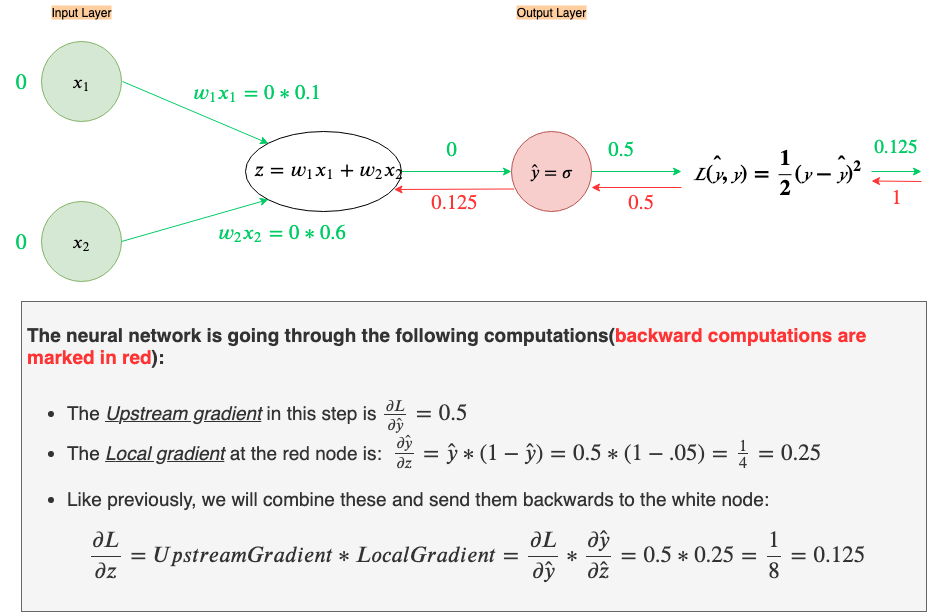 Input Layer
Output Layer
0
x₁
w₁x₁ = 0 * 0.1
z = w₁x₁ + w₂x₂
0
0.125
ŷ = σ
0.5
0.5
L(ŷ, y) = 1/2 (y − ŷ)²
0.125
1
0
x₂
w₂x₂ = 0 * 0.6
The neural network is going through the following computations(backward computations are
marked in red):
• The Upstream gradient in this step is ∂L/∂ŷ = 0.5
• The Local gradient at the red node is: ∂ŷ/∂z = ŷ * (1 − ŷ) = 0.5 * (1 − .05) = 1/4 = 0.25
• Like previously, we will combine these and send them backwards to the white node:
∂L/∂z = UpstreamGradient * LocalGradient = ∂L/∂ŷ * ∂ŷ/∂ẑ = 0.5 * 0.25 = 1/8 = 0.125